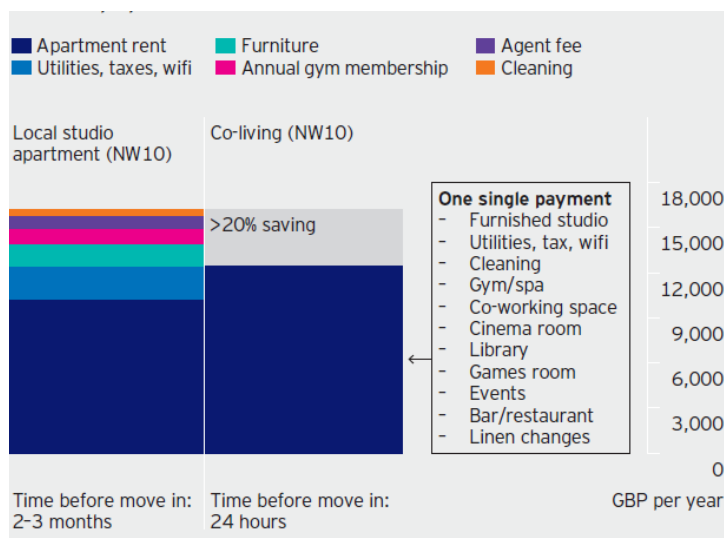 Apartment rent
Furniture
Agent fee
Utilities, taxes, wifi
Annual gym membership
Cleaning
Local studio
apartment (NW10)
Co-living (NW10)
>20% saving
One single payment
- Furnished studio
- Utilities, tax, wifi
- Cleaning
- Gym/spa
- Co-working space
- Cinema room
- Library
- Games room
- Events
- Bar/restaurant
- Linen changes
18,000
15,000
12,000
9,000
6,000
3,000
0
Time before move in:
2–3 months
Time before move in:
24 hours
GBP per year